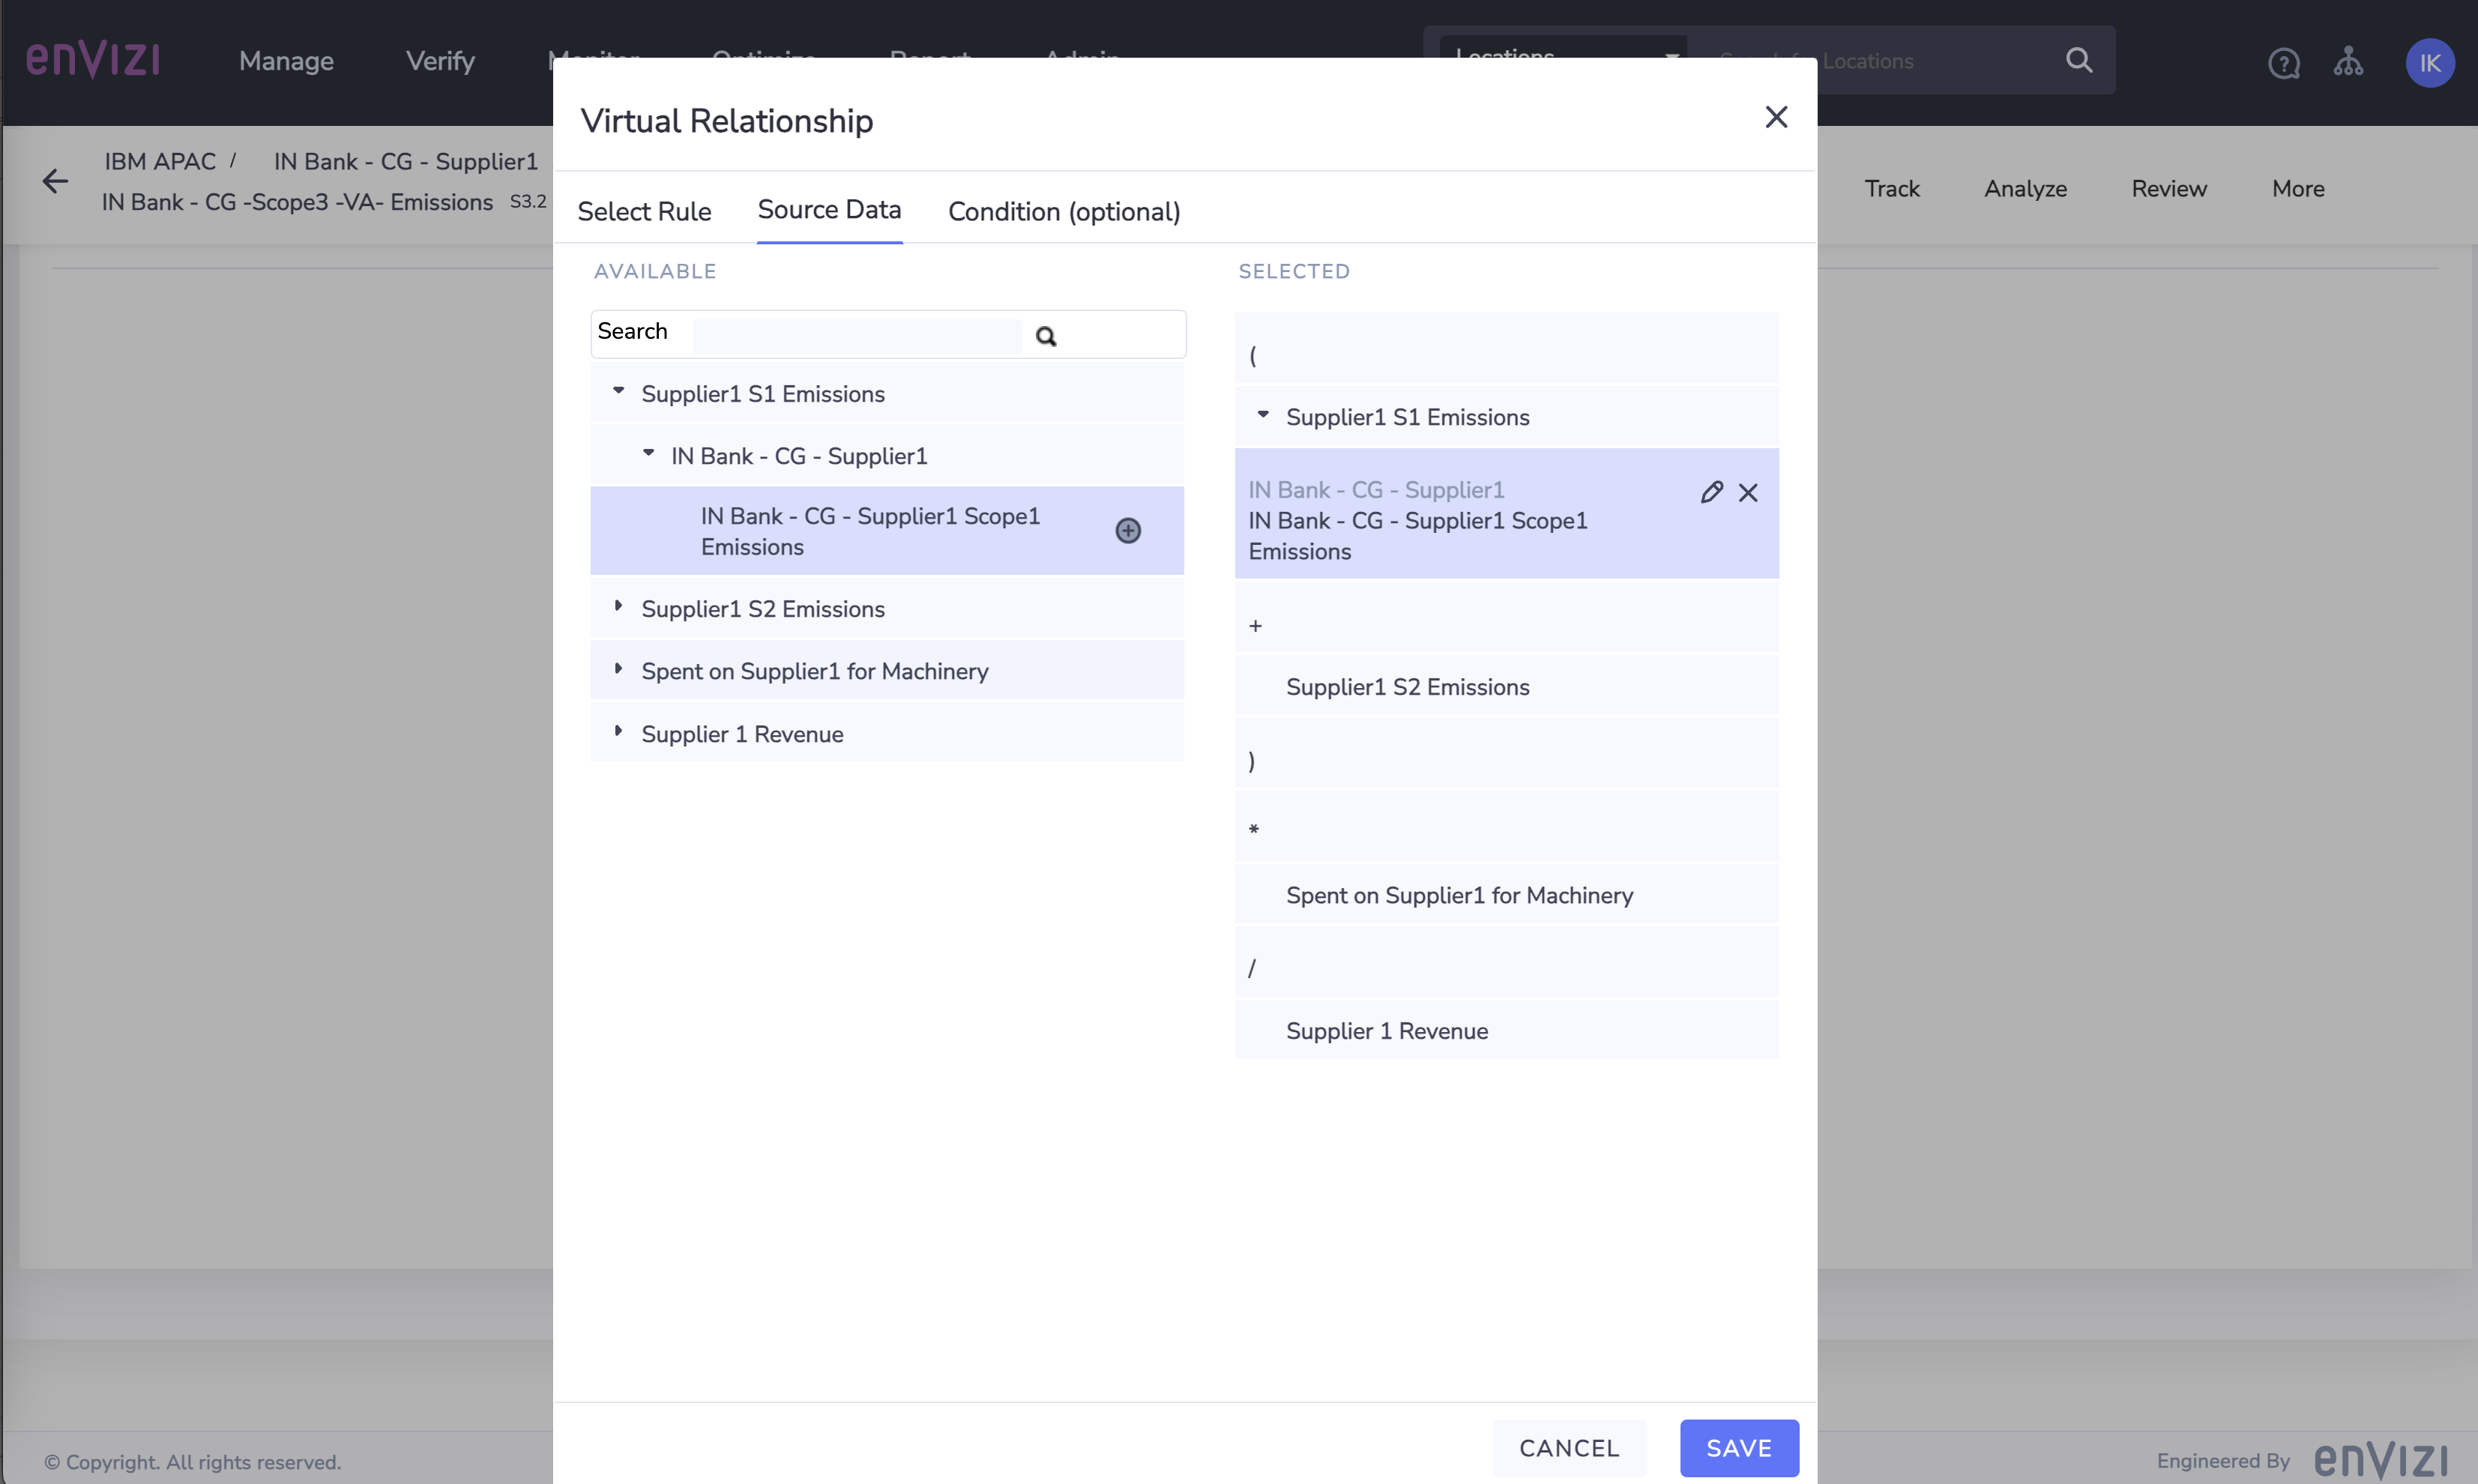 enVIZI
Manage
Verify
Monitor
Optimize
Report
Admin
Locations
Locations
IK
IBM APAC /
IN Bank - CG - Supplier1
IN Bank - CG -Scope3 -VA- Emissions S3.2
Track
Analyze
Review
More
Virtual Relationship
Select Rule
Source Data
Condition (optional)
AVAILABLE
Search
Supplier1 S1 Emissions
IN Bank - CG - Supplier1
IN Bank - CG - Supplier1 Scope1
Emissions
Supplier1 S2 Emissions
Spent on Supplier1 for Machinery
Supplier 1 Revenue
SELECTED
(
Supplier1 S1 Emissions
IN Bank - CG - Supplier1
IN Bank - CG - Supplier1 Scope1
Emissions
+
Supplier1 S2 Emissions
)
*
Spent on Supplier1 for Machinery
/
Supplier 1 Revenue
CANCEL
SAVE
© Copyright. All rights reserved.
Engineered By enVIZI